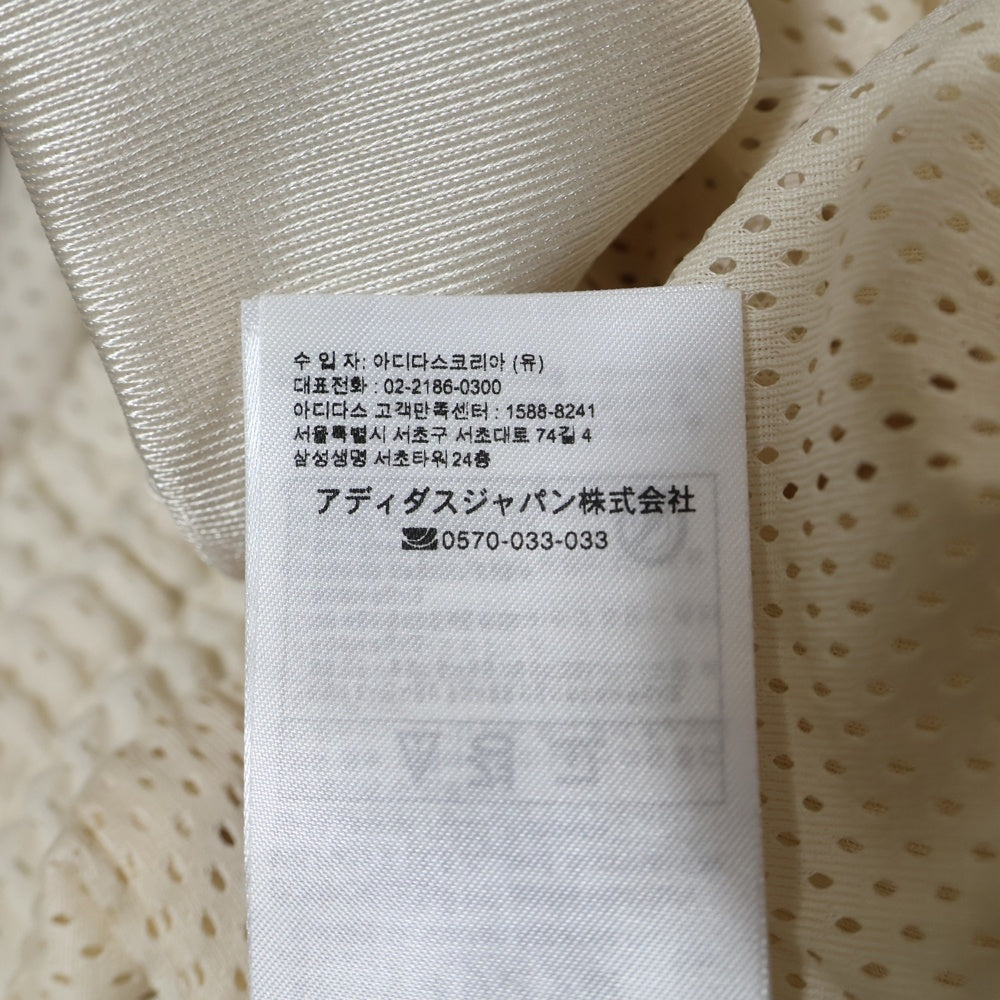 수 입 자: 아디다스코리아 (유)
대표전화 : 02-2186-0300
아디다스 고객만족센터 : 1588-8241
서울특별시 서초구 서초대로 74길 4
삼성생명 서초타워 24층
アディダスジャパン株式会社
0570-033-033